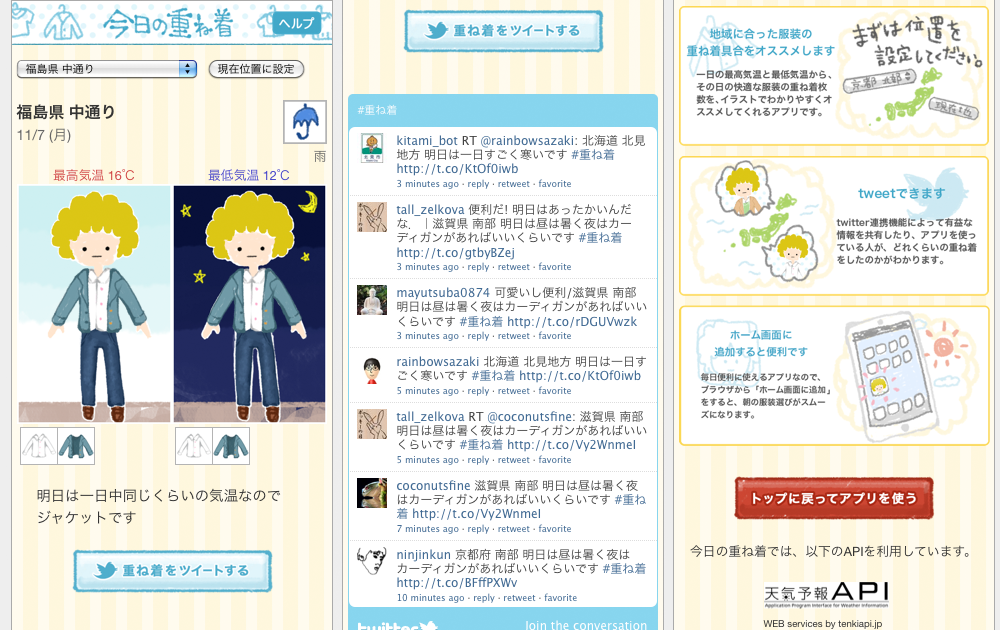 今日の重ね着
ヘルプ
福島県 中通り
現在位置に設定
福島県 中通り
11/7 (月)
雨
最高気温 16℃
最低気温 12℃
明日は一日中同じくらいの気温なので
ジャケットです
重ね着をツイートする
重ね着をツイートする
#重ね着
kitami_bot RT @rainbowsazaki: 北海道 北見
地方 明日は一日すごく寒いです #重ね着
http://t.co/KtOf0iwb
3 minutes ago · reply · retweet · favorite
tall_zelkova 便利だ! 明日はあったかいんだ
な．｜滋賀県 南部 明日は昼は暑く夜はカー
ディガンがあればいいくらいです #重ね着
http://t.co/gtbyBZej
3 minutes ago · reply · retweet · favorite
mayutsuba0874 可愛いし便利/滋賀県 南部
明日は昼は暑く夜はカーディガンがあればいい
くらいです #重ね着 http://t.co/rDGUVwzk
3 minutes ago · reply · retweet · favorite
rainbowsazaki 北海道 北見地方 明日は一日す
ごく寒いです #重ね着 http://t.co/KtOf0iwb
5 minutes ago · reply · retweet · favorite
tall_zelkova RT @coconutsfine: 滋賀県 南部
明日は昼は暑く夜はカーディガンがあればいい
くらいです #重ね着 http://t.co/Vy2Wnmel
5 minutes ago · reply · retweet · favorite
coconutsfine 滋賀県 南部 明日は昼は暑く夜
はカーディガンがあればいいくらいです #重ね
着 http://t.co/Vy2Wnmel
7 minutes ago · reply · retweet · favorite
ninjinkun 京都府 南部 明日は昼は暑く夜は
カーディガンがあればいいくらいです #重ね着
http://t.co/BFffPXWv
10 minutes ago · reply · retweet · favorite
twitter
Join the conversation
地域に合った服装の
重ね着具合をオススメします
一日の最高気温と最低気温から、
その日の快適な服装の重ね着枚
数を、イラストでわかりやすくオ
ススメしてくれるアプリです。
まずは位置を
設定してください。
京都 北部
現在地
tweetできます
twitter連携機能によって有益な
情報を共有したり、アプリを使っ
ている人が、どれくらいの重ね着
をしたのかがわかります。
ホーム画面に
追加すると便利です
毎日便利に使えるアプリなので、
ブラウザから「ホーム画面に追加」
をすると、朝の服装選びがスムー
ズになります。
トップに戻ってアプリを使う
今日の重ね着では、以下のAPIを利用しています。
天気予報API
Application Program Interface for Weather Information
WEB services by tenkiapi.jp